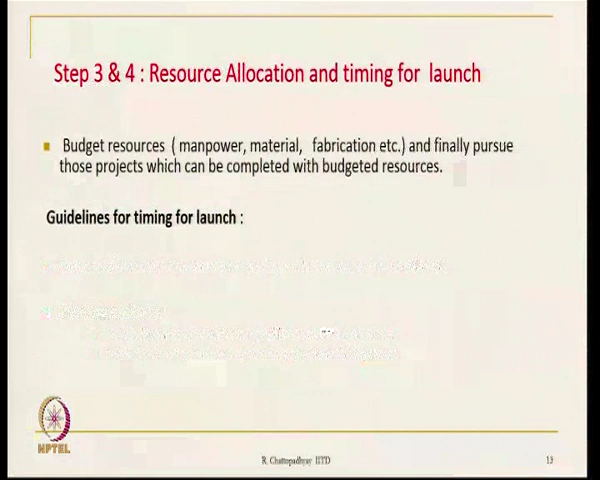 Step 3 & 4 : Resource Allocation and timing for launch
Budget resources ( manpower, material, fabrication etc.) and finally pursue
those projects which can be completed with budgeted resources.
Guidelines for timing for launch :
NPTEL
R. Chattopadhyay IITD
13